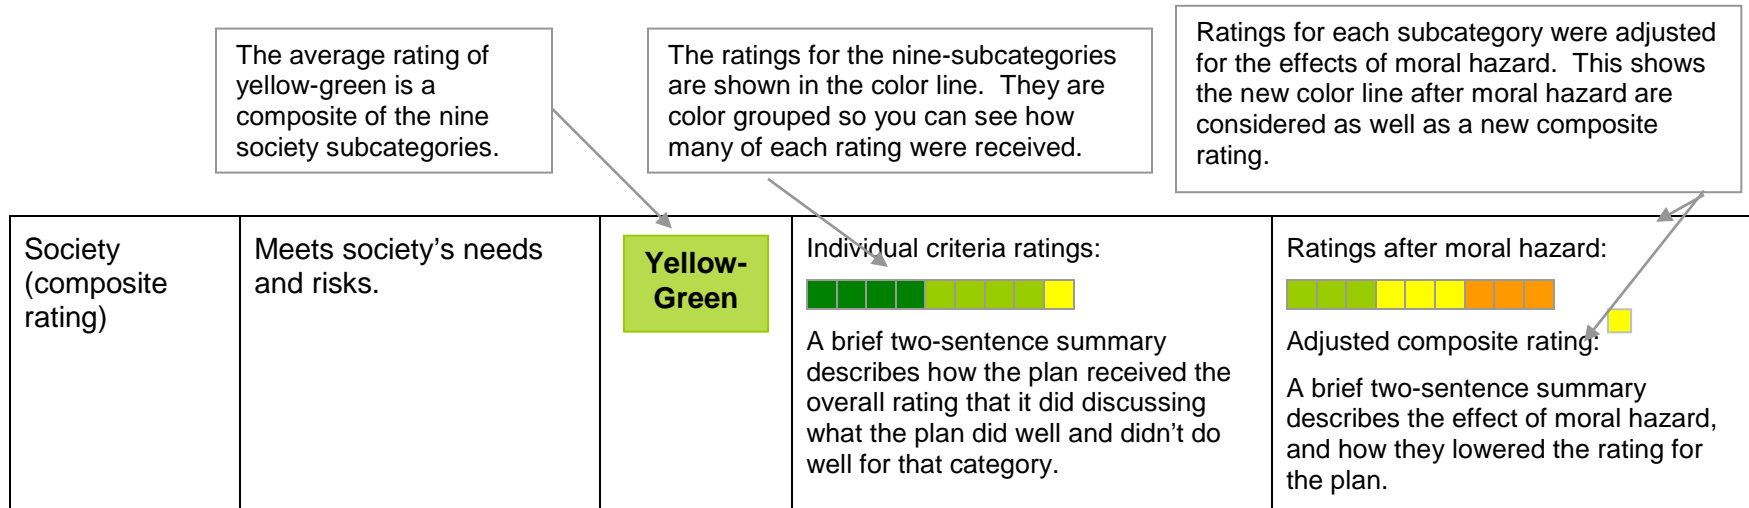 The average rating of
yellow-green is a
composite of the nine
society subcategories.
The ratings for the nine-subcategories
are shown in the color line.  They are
color grouped so you can see how
many of each rating were received.
Ratings for each subcategory were adjusted
for the effects of moral hazard.  This shows
the new color line after moral hazard are
considered as well as a new composite
rating.
Society
(composite
rating)
Meets society’s needs
and risks.
Yellow-
Green
Individual criteria ratings:
A brief two-sentence summary
describes how the plan received the
overall rating that it did discussing
what the plan did well and didn’t do
well for that category.
Ratings after moral hazard:
Adjusted composite rating:
A brief two-sentence summary
describes the effect of moral hazard,
and how they lowered the rating for
the plan.